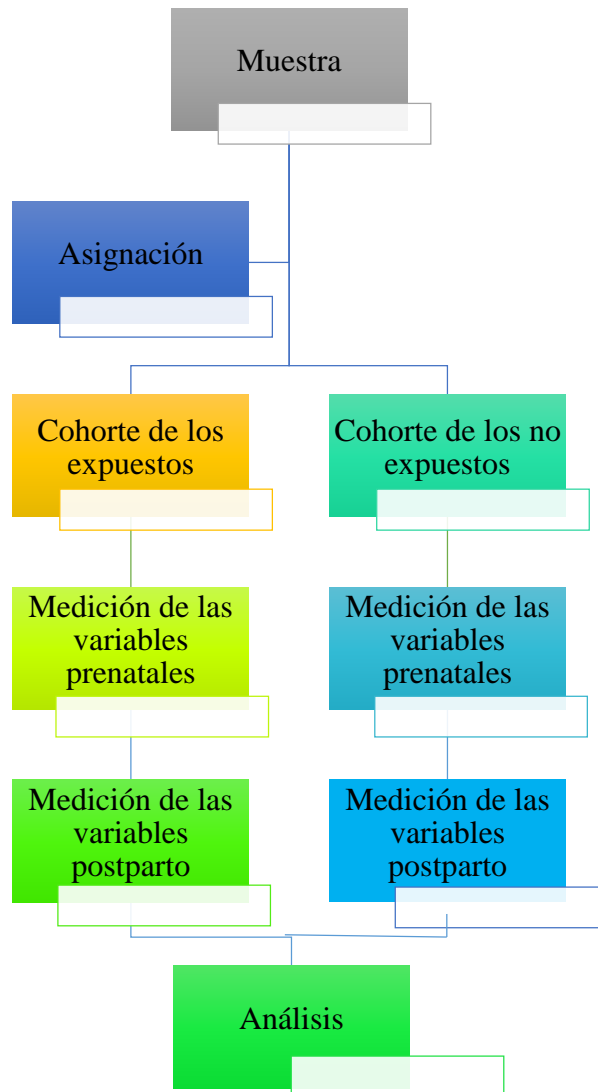 Muestra
Asignación
Cohorte de los
expuestos
Cohorte de los no
expuestos
Medición de las
variables
prenatales
Medición de las
variables
prenatales
Medición de las
variables
postparto
Medición de las
variables
postparto
Análisis